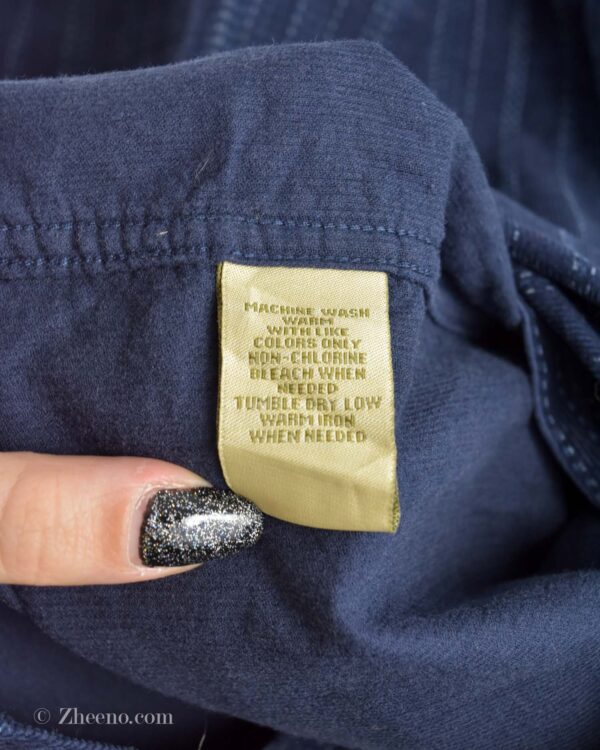 MACHINE WASH
WARM
WITH LIKE
COLORS ONLY
NON-CHLORINE
BLEACH WHEN
NEEDED
TUMBLE DRY LOW
WARM IRON
WHEN NEEDED
© Zheeno.com